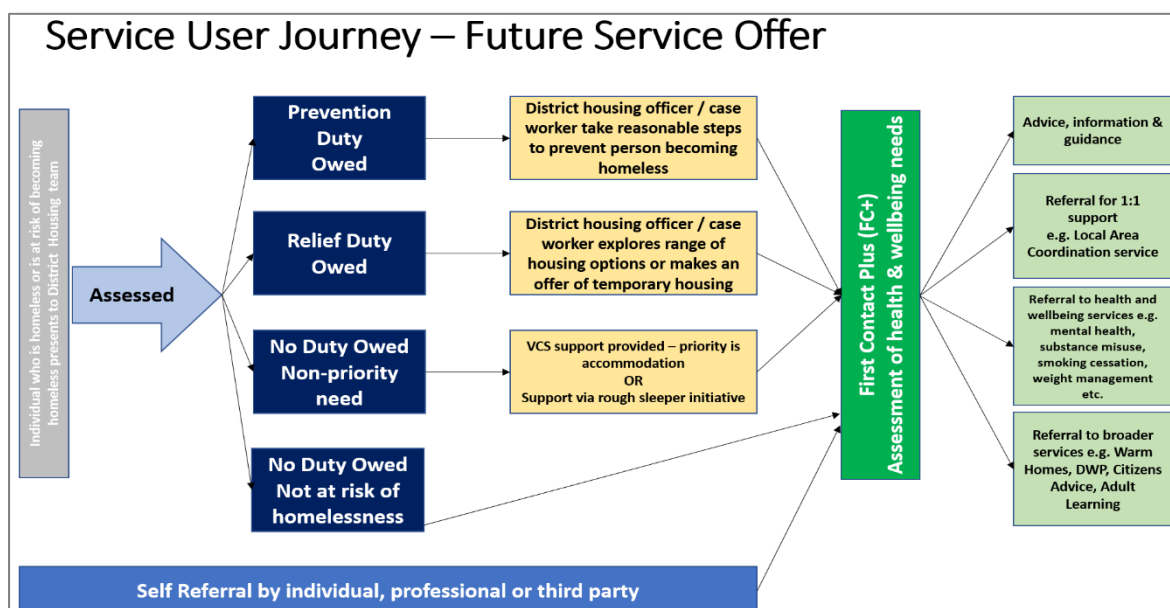 Service User Journey – Future Service Offer
Individual who is homeless or is at risk of becoming
homeless presents to District Housing team
Assessed
Prevention
Duty
Owed
District housing officer / case
worker take reasonable steps
to prevent person becoming
homeless
Relief Duty
Owed
District housing officer / case
worker explores range of
housing options or makes an
offer of temporary housing
No Duty Owed
Non-priority
need
VCS support provided – priority is
accommodation
OR
Support via rough sleeper initiative
No Duty Owed
Not at risk of
homelessness
Self Referral by individual, professional or third party
First Contact Plus (FC+)
Assessment of health & wellbeing needs
Advice, information &
guidance
Referral for 1:1
support
e.g. Local Area
Coordination service
Referral to health and
wellbeing services e.g.
mental health,
substance misuse,
smoking cessation,
weight management
etc.
Referral to broader
services e.g. Warm
Homes, DWP, Citizens
Advice, Adult
Learning